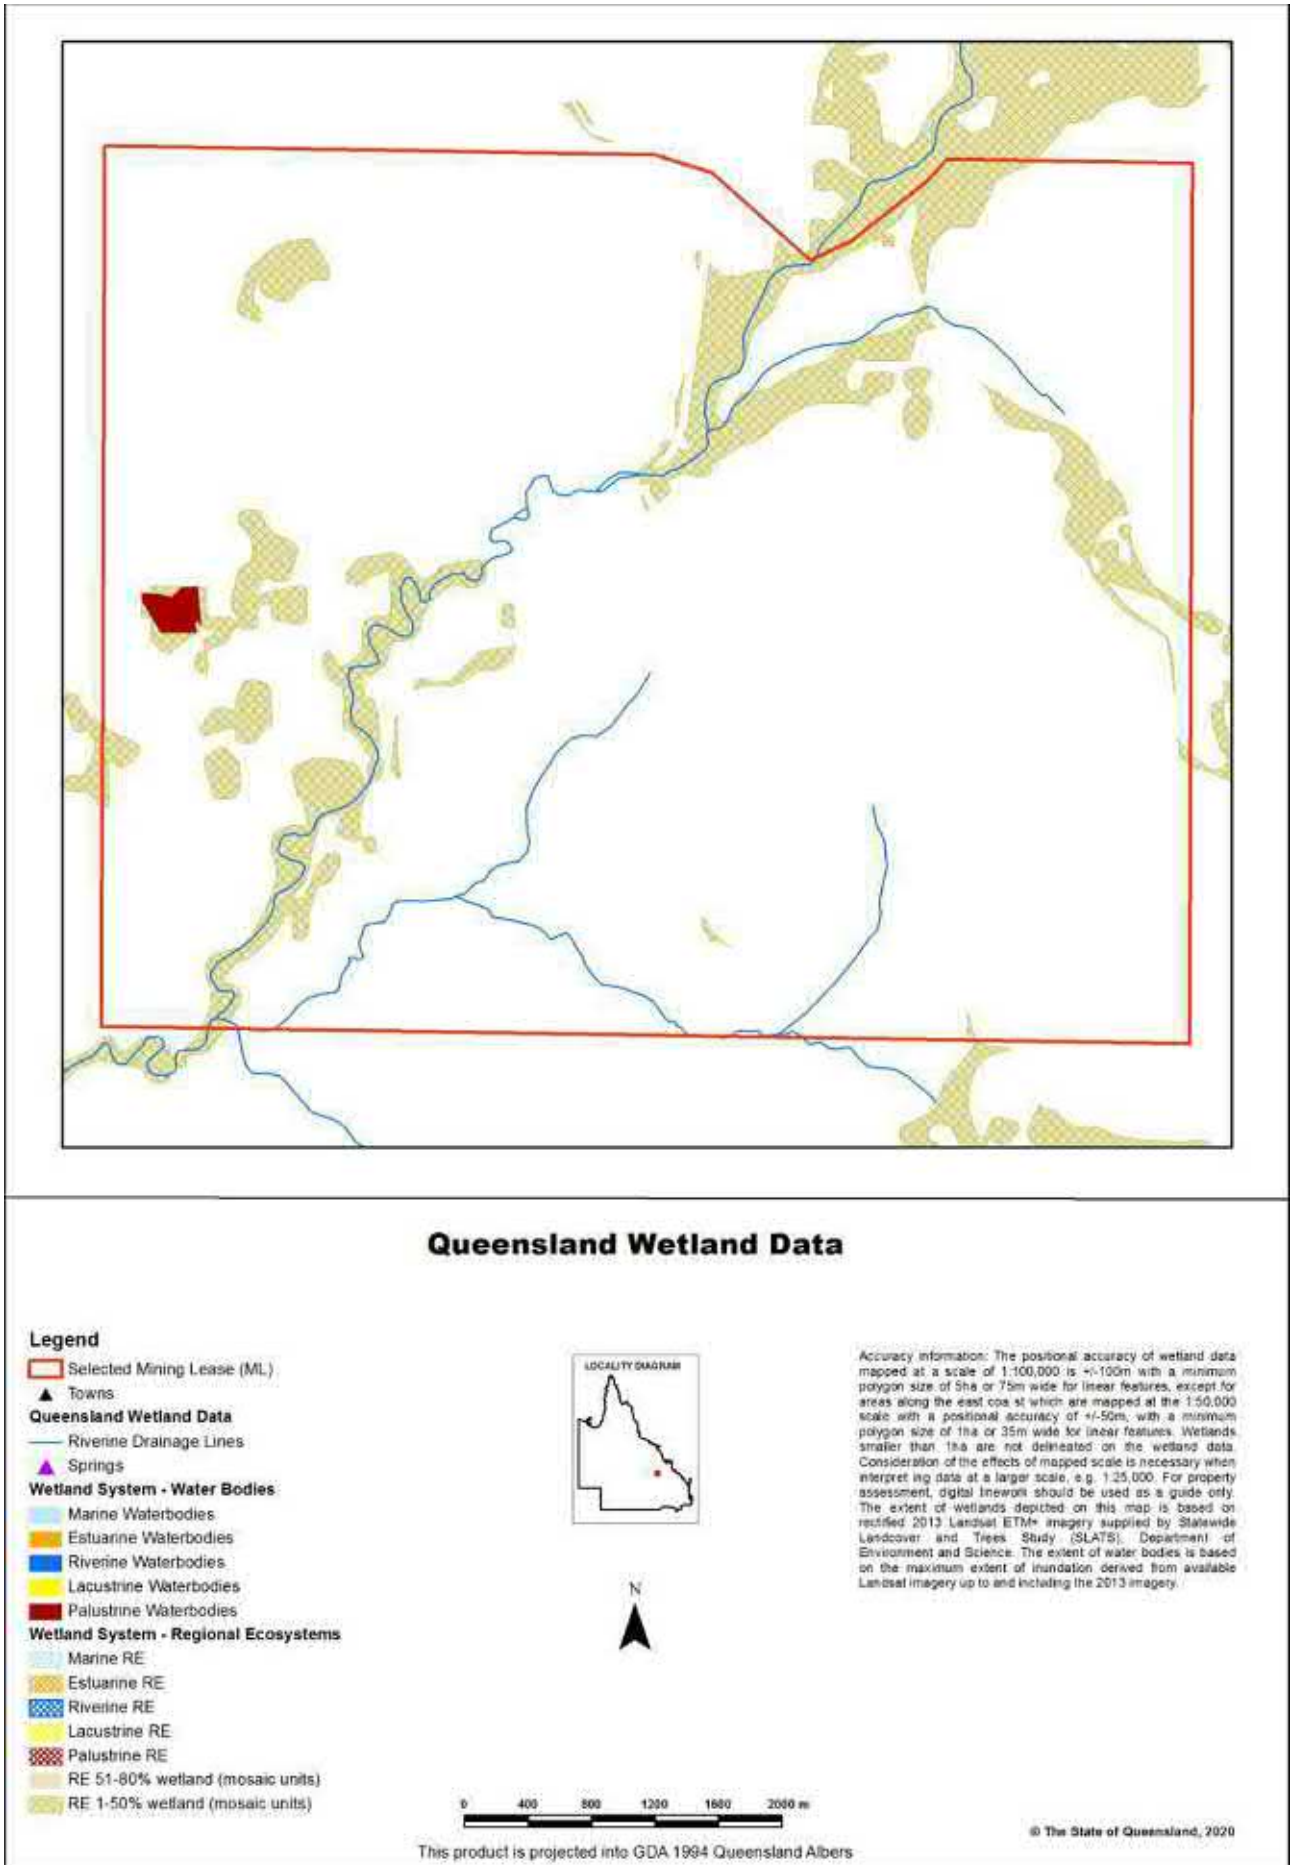 Queensland Wetland Data
Legend
Selected Mining Lease (ML)
Towns
Queensland Wetland Data
Riverine Drainage Lines
Springs
Wetland System - Water Bodies
Marine Waterbodies
Estuarine Waterbodies
Riverine Waterbodies
Lacustrine Waterbodies
Palustrine Waterbodies
Wetland System - Regional Ecosystems
Marine RE
Estuarine RE
Riverine RE
Lacustrine RE
Palustrine RE
RE 51-80% wetland (mosaic units)
RE 1-50% wetland (mosaic units)
LOCALITY DIAGRAM
N
0 400 800 1200 1600 2000 m
This product is projected into GDA 1994 Queensland Albers
Accuracy information: The positional accuracy of wetland data
mapped at a scale of 1:100,000 is +/-100m with a minimum
polygon size of 5ha or 75m wide for linear features, except for
areas along the east coa st which are mapped at the 1:50,000
scale with a positional accuracy of +/-50m, with a minimum
polygon size of 1ha or 35m wide for linear features. Wetlands
smaller than 1ha are not delineated on the wetland data.
Consideration of the effects of mapped scale is necessary when
interpret ing data at a larger scale, e.g. 1:25,000. For property
assessment, digital linework should be used as a guide only.
The extent of wetlands depicted on this map is based on
rectified 2013 Landsat ETM+ imagery supplied by Statewide
Landcover and Trees Study (SLATS), Department of
Environment and Science. The extent of water bodies is based
on the maximum extent of inundation derived from available
Landsat imagery up to and including the 2013 imagery.
© The State of Queensland, 2020